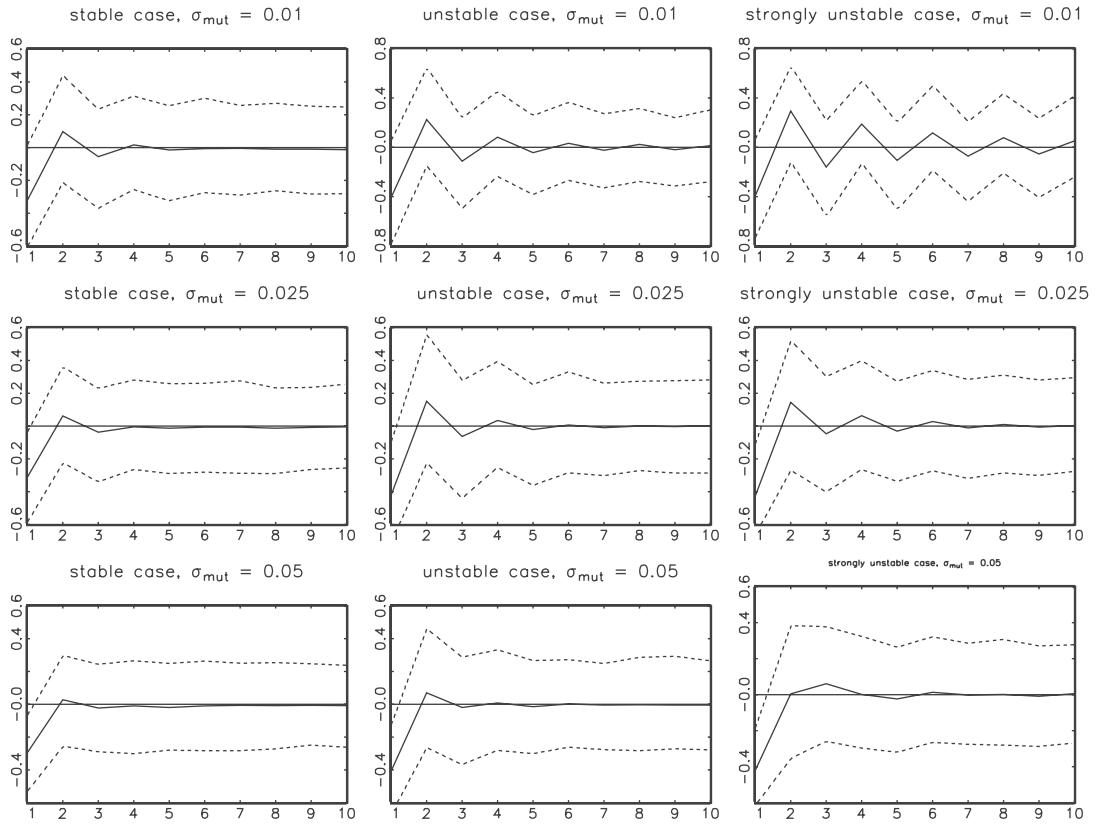 stable case, σmut = 0.01
unstable case, σmut = 0.01
strongly unstable case, σmut = 0.01
0.6
0.4
0.2
-0.2
-0.6
1 2 3 4 5 6 7 8 9 10
0.8
0.4
-0.0
-0.4
-0.8
1 2 3 4 5 6 7 8 9 10
0.8
0.4
-0.0
-0.4
-0.8
1 2 3 4 5 6 7 8 9 10
stable case, σmut = 0.025
unstable case, σmut = 0.025
strongly unstable case, σmut = 0.025
0.6
0.4
0.2
-0.2
-0.6
1 2 3 4 5 6 7 8 9 10
0.6
0.2
-0.2
-0.6
1 2 3 4 5 6 7 8 9 10
0.6
0.2
-0.2
-0.6
1 2 3 4 5 6 7 8 9 10
stable case, σmut = 0.05
unstable case, σmut = 0.05
strongly unstable case, σmut = 0.05
0.6
0.4
-0.0
-0.4
1 2 3 4 5 6 7 8 9 10
0.6
0.4
-0.0
-0.4
1 2 3 4 5 6 7 8 9 10
0.6
0.4
-0.0
-0.4
1 2 3 4 5 6 7 8 9 10